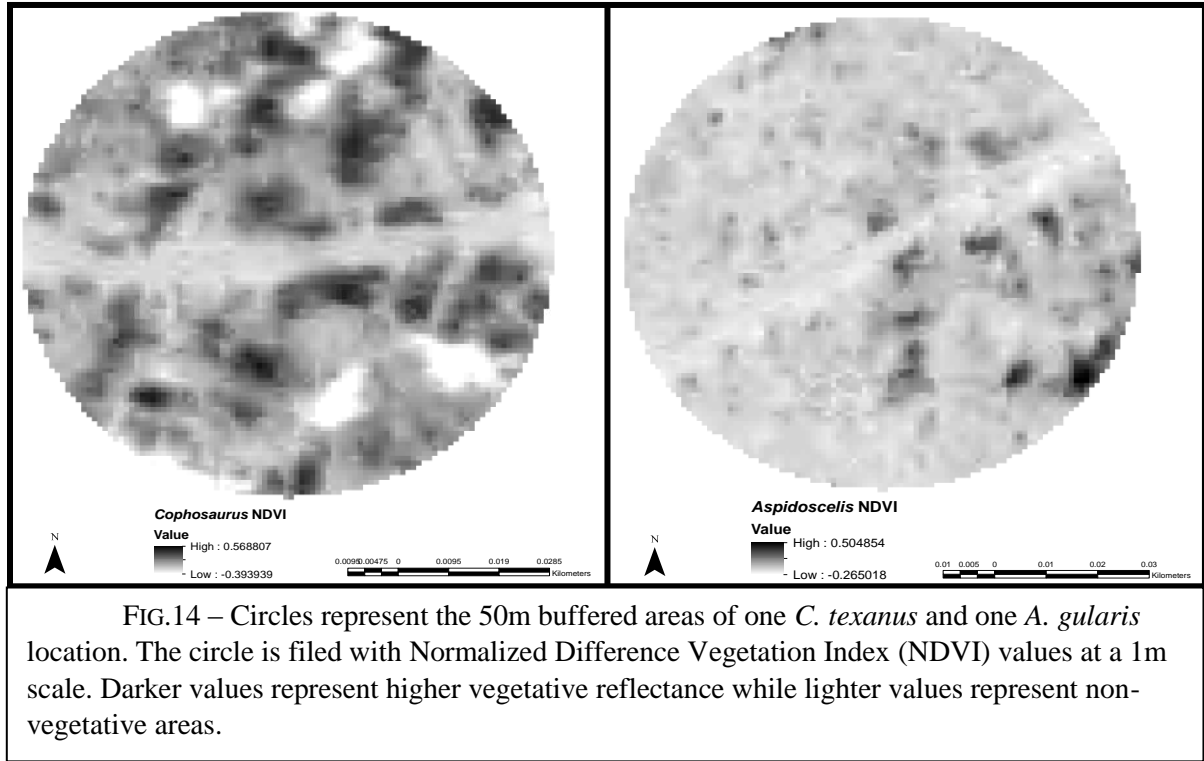 Cophosaurus NDVI
Value
High : 0.568807
Low : -0.393939
N
0.0095 0.00475 0 0.0095 0.019 0.0285
Kilometers
Aspidoscelis NDVI
Value
High : 0.504854
Low : -0.265018
N
0.01 0.005 0 0.01 0.02 0.03
Kilometers
FIG.14 – Circles represent the 50m buffered areas of one C. texanus and one A. gularis
location. The circle is filed with Normalized Difference Vegetation Index (NDVI) values at a 1m
scale. Darker values represent higher vegetative reflectance while lighter values represent non-
vegetative areas.